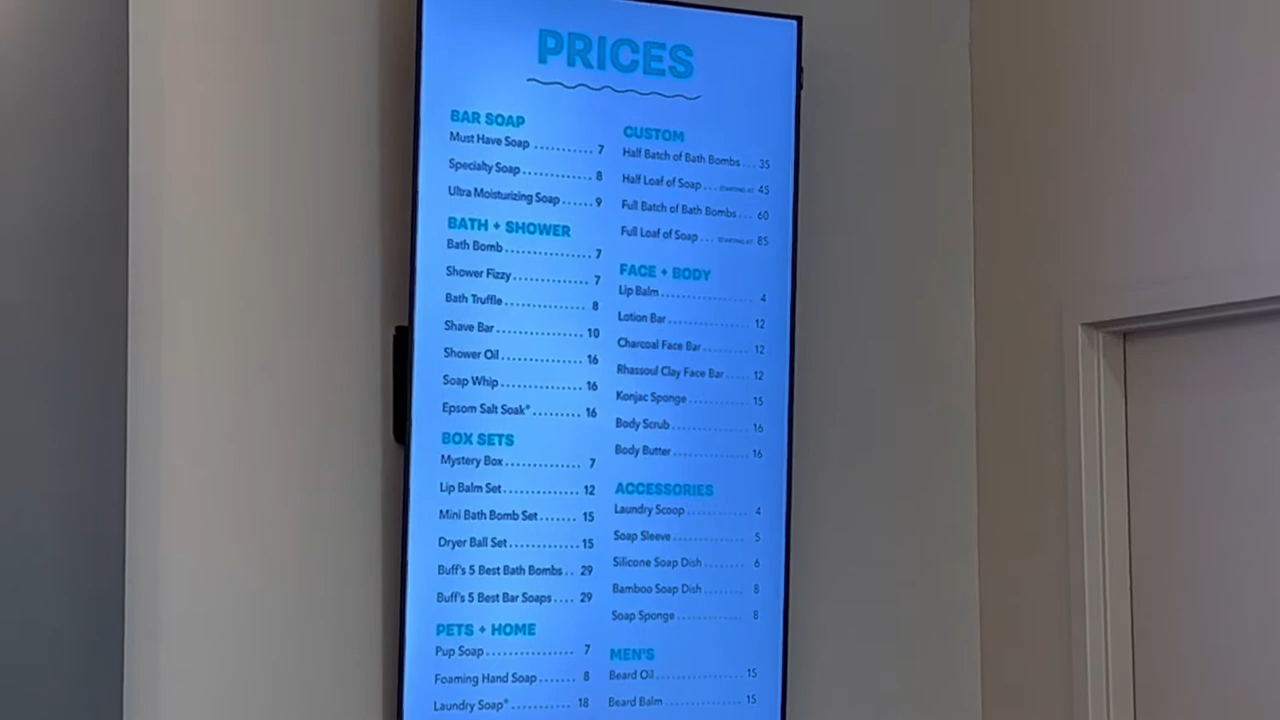 PRICES
BAR SOAP
Must Have Soap ........... 7
Specialty Soap ............. 8
Ultra Moisturizing Soap ...... 9
BATH + SHOWER
Bath Bomb ................ 7
Shower Fizzy .............. 7
Bath Truffle ............... 8
Shave Bar ................ 10
Shower Oil ............... 16
Soap Whip ............... 16
Epsom Salt Soak* ......... 16
BOX SETS
Mystery Box .............. 7
Lip Balm Set .............. 12
Mini Bath Bomb Set ....... 15
Dryer Ball Set ............ 15
Buff's 5 Best Bath Bombs .. 29
Buff's 5 Best Bar Soaps .... 29
PETS + HOME
Pup Soap ................ 7
Foaming Hand Soap ....... 8
Laundry Soap* ........... 18
CUSTOM
Half Batch of Bath Bombs ... 35
Half Loaf of Soap ... STARTING AT 45
Full Batch of Bath Bombs ... 60
Full Loaf of Soap ... STARTING AT 85
FACE + BODY
Lip Balm ................. 4
Lotion Bar ............... 12
Charcoal Face Bar ......... 12
Rhassoul Clay Face Bar ..... 12
Konjac Sponge ........... 15
Body Scrub .............. 16
Body Butter .............. 16
ACCESSORIES
Laundry Scoop ........... 4
Soap Sleeve .............. 5
Silicone Soap Dish ........ 6
Bamboo Soap Dish ........ 8
Soap Sponge ............. 8
MEN'S
Beard Oil ................ 15
Beard Balm .............. 15